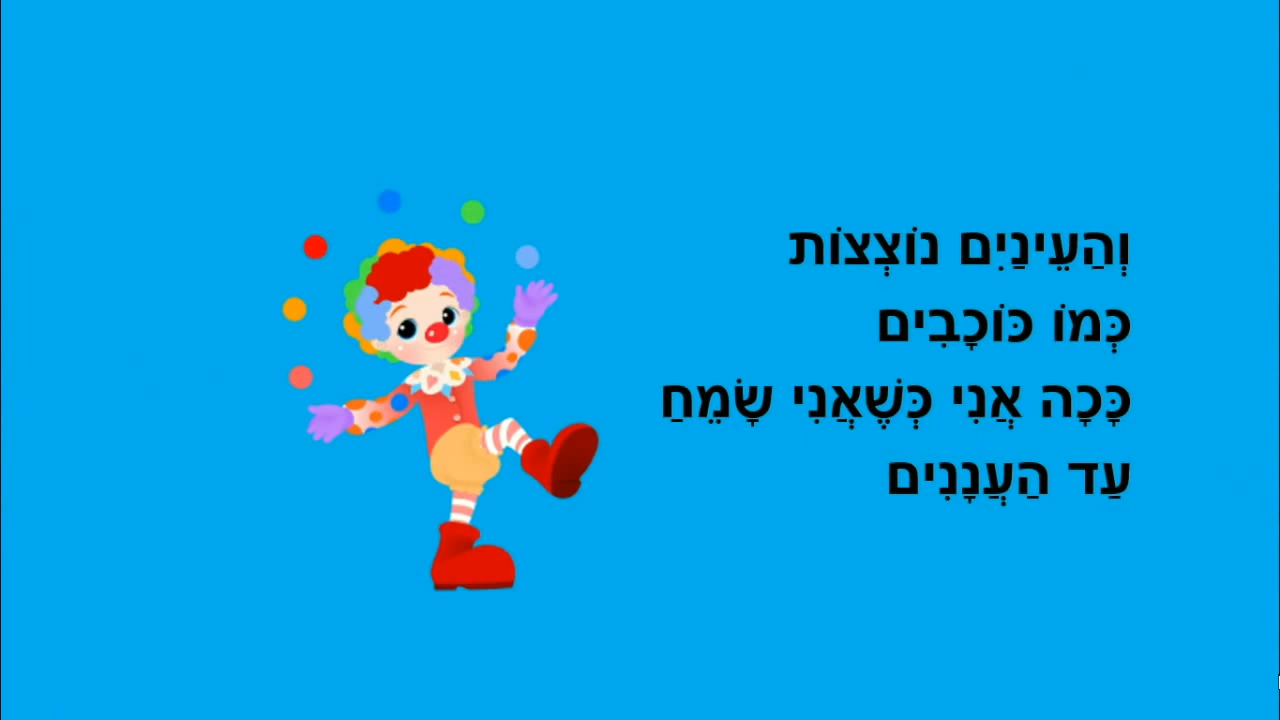 וְהַעֵינַיִם נוֹצְצוֹת
כְּמוֹ כּוֹכָבִים
כָּכָה אֲנִי כְּשֶׁאֲנִי שָׂמֵחַ
עַד הַעֲנָנִים